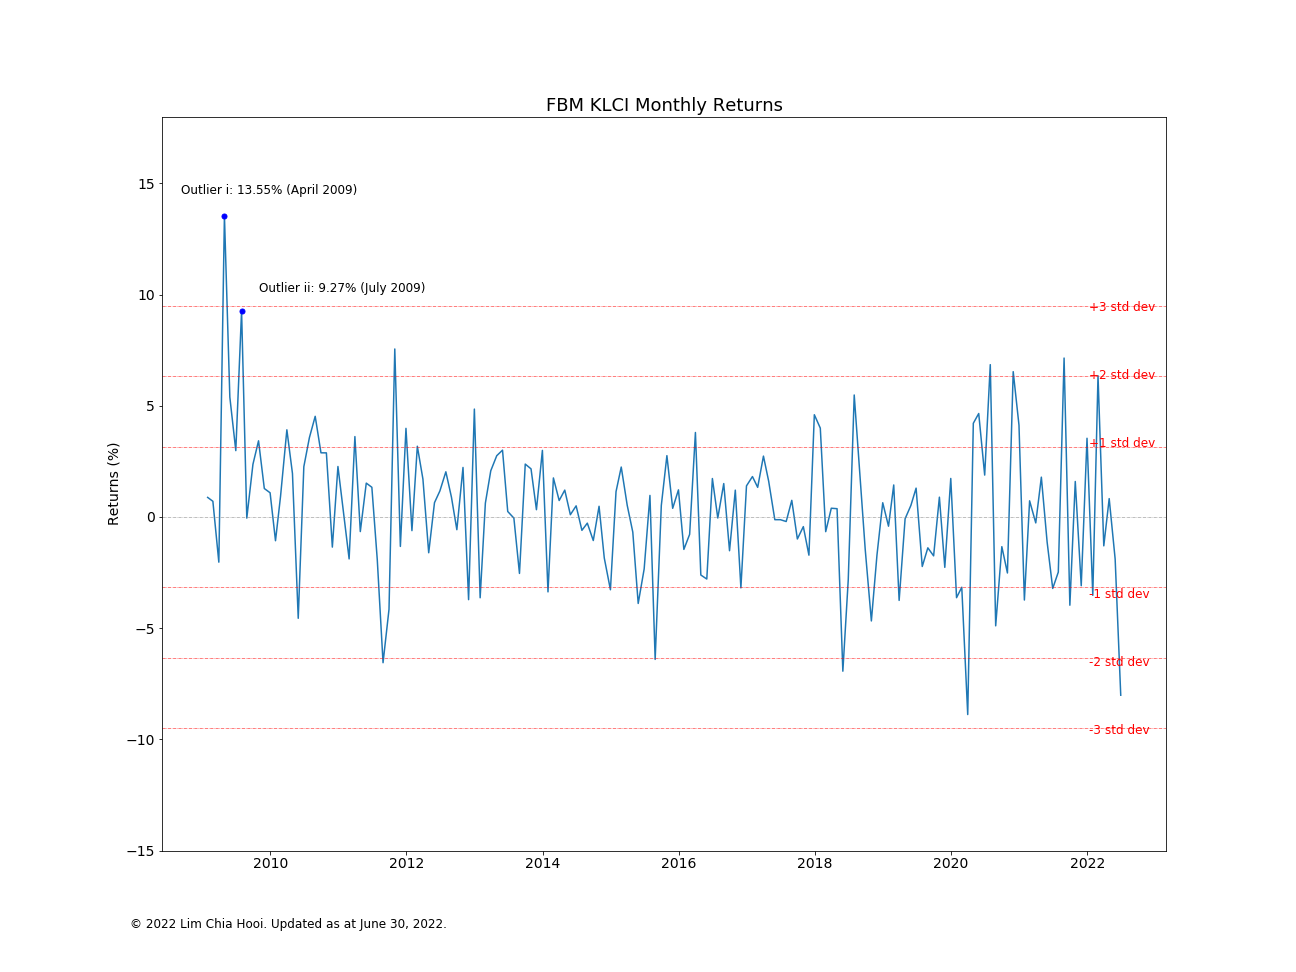 FBM KLCI Monthly Returns
15
Outlier i: 13.55% (April 2009)
Outlier ii: 9.27% (July 2009)
10
+3 std dev
+2 std dev
5
+1 std dev
Returns (%)
0
-1 std dev
−5
-2 std dev
-3 std dev
−10
−15
2010 2012 2014 2016 2018 2020 2022
© 2022 Lim Chia Hooi. Updated as at June 30, 2022.